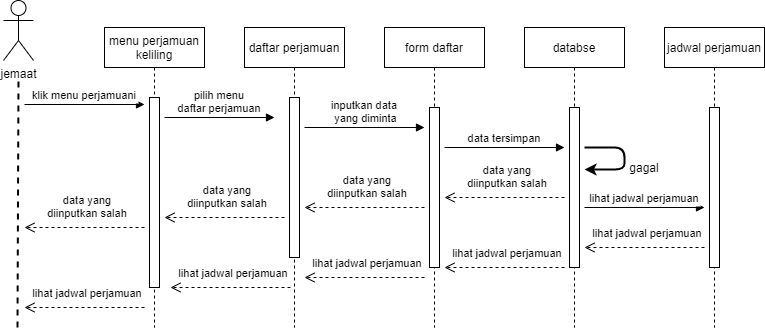 menu perjamuan
keliling
daftar perjamuan
form daftar
databse
jadwal perjamuan
jemaat
klik menu perjamuani
pilih menu
daftar perjamuan
inputkan data
yang diminta
data tersimpan
gagal
data yang
diinputkan salah
data yang
diinputkan salah
data yang
diinputkan salah
data yang
diinputkan salah
lihat jadwal perjamuan
lihat jadwal perjamuan
lihat jadwal perjamuan
lihat jadwal perjamuan
lihat jadwal perjamuan
lihat jadwal perjamuan